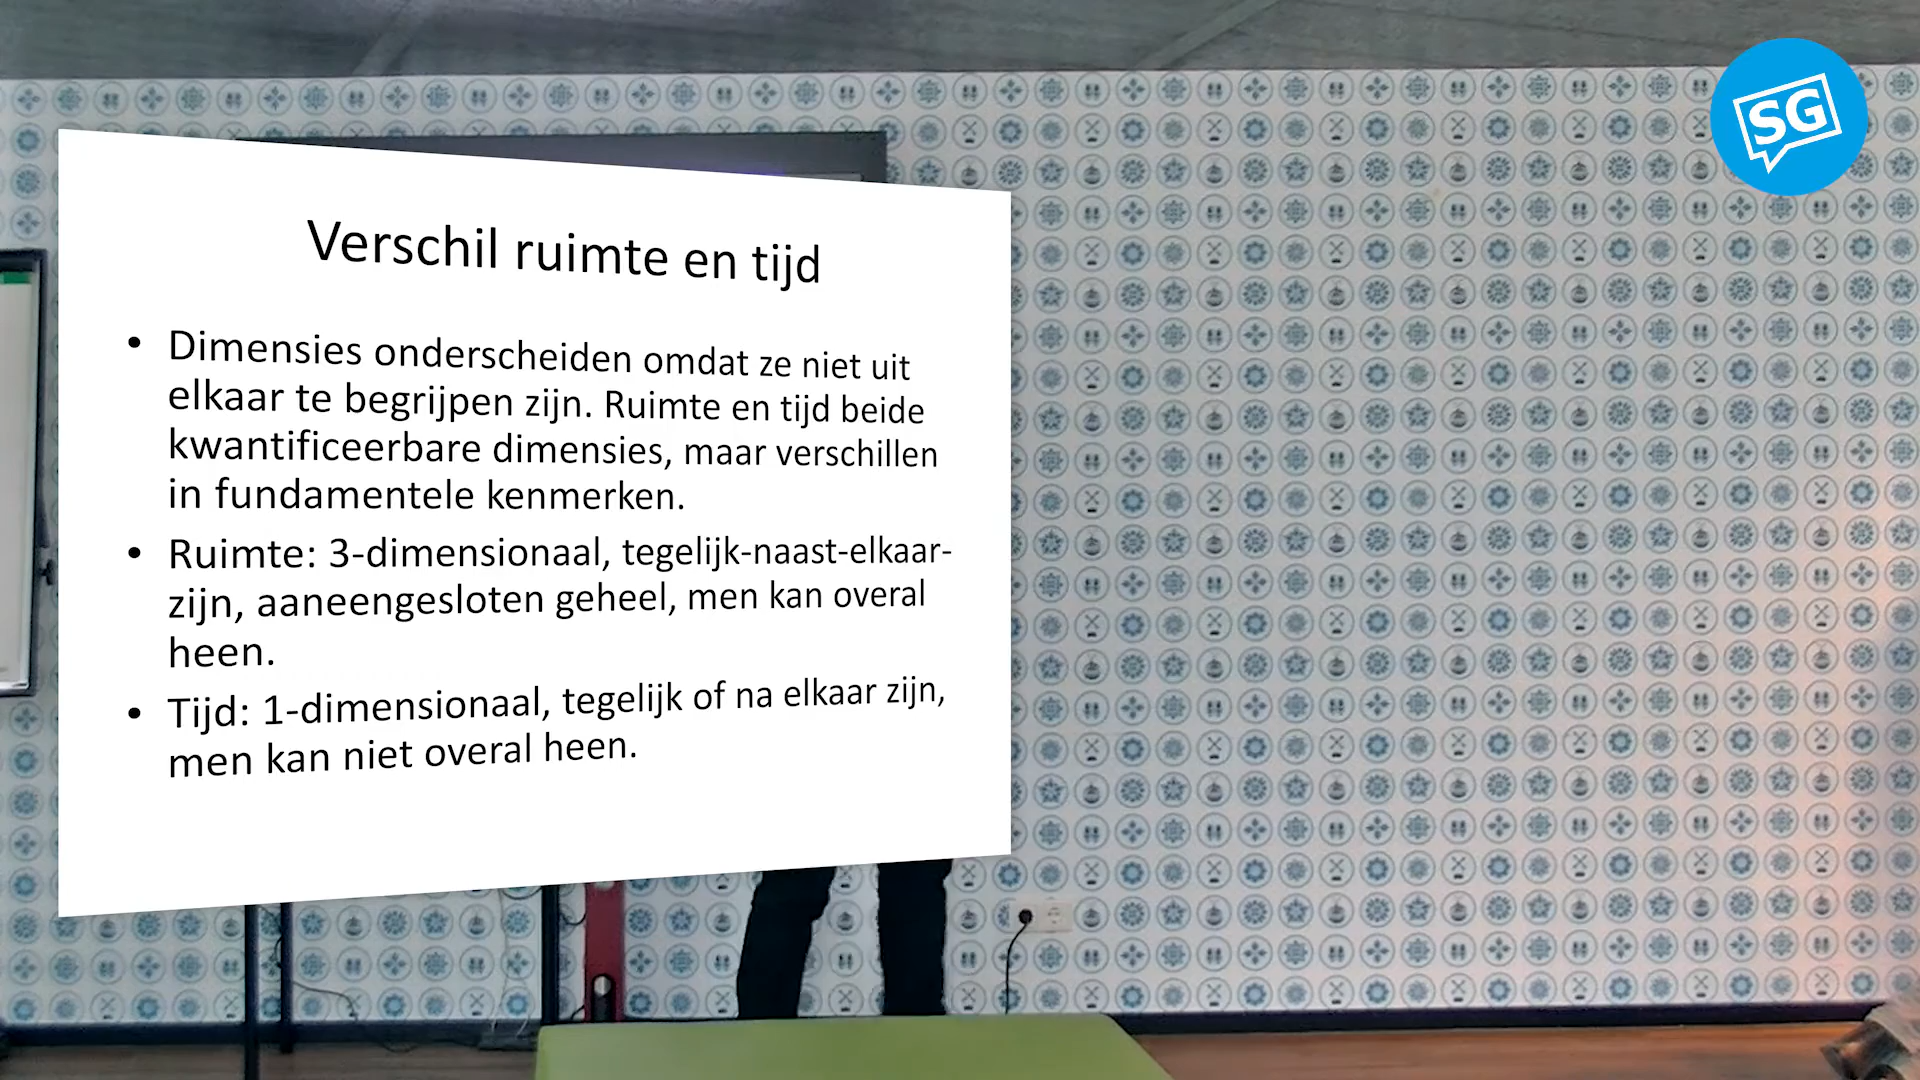 SG
Verschil ruimte en tijd
• Dimensies onderscheiden omdat ze niet uit
elkaar te begrijpen zijn. Ruimte en tijd beide
kwantificeerbare dimensies, maar verschillen
in fundamentele kenmerken.
• Ruimte: 3-dimensionaal, tegelijk-naast-elkaar-
zijn, aaneengesloten geheel, men kan overal
heen.
• Tijd: 1-dimensionaal, tegelijk of na elkaar zijn,
men kan niet overal heen.